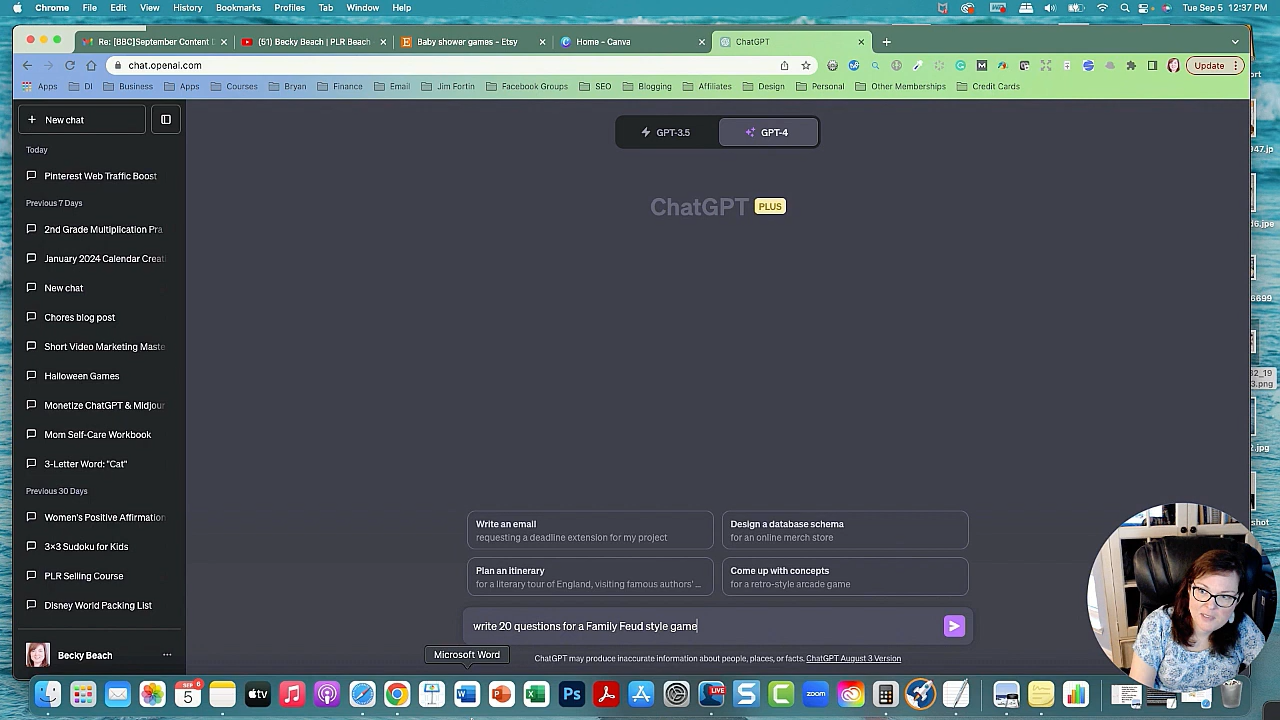 Chrome File Edit View History Bookmarks Profiles Tab Window Help Tue Sep 5 12:37 PM
Re: [BBC]September Content (51) Becky Beach | PLR Beach Baby shower games - Etsy Home - Canva ChatGPT
chat.openai.com Update
Apps DI Business Apps Courses Bryan Finance Email Jim Fortin Facebook Groups SEO Blogging Affiliates Design Personal Other Memberships Credit Cards
New chat
GPT-3.5 GPT-4
Today
Pinterest Web Traffic Boost
Previous 7 Days
ChatGPT PLUS
2nd Grade Multiplication Pra
January 2024 Calendar Creati
New chat
Chores blog post
Short Video Marketing Maste
Halloween Games
Monetize ChatGPT & Midjour
Mom Self-Care Workbook
3-Letter Word: "Cat"
Previous 30 Days
Women's Positive Affirmation
3×3 Sudoku for Kids
PLR Selling Course
Disney World Packing List
Becky Beach
Write an email
requesting a deadline extension for my project
Design a database schema
for an online merch store
Plan an itinerary
for a literary tour of England, visiting famous authors' ...
Come up with concepts
for a retro-style arcade game
write 20 questions for a Family Feud style game
Microsoft Word
ChatGPT may produce inaccurate information about people, places, or facts. ChatGPT August 3 Version
zoom